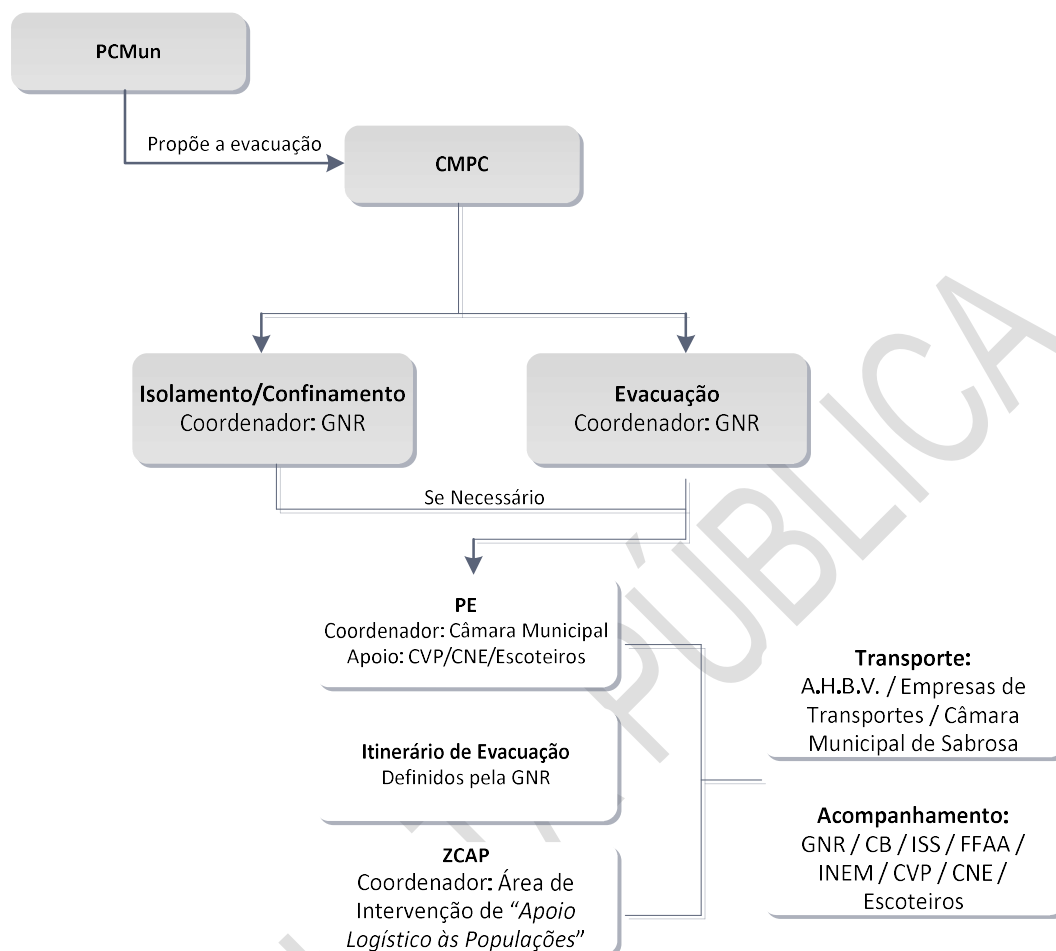 PCMun
Propõe a evacuação
CMPC
Isolamento/Confinamento
Coordenador: GNR
Evacuação
Coordenador: GNR
Se Necessário
PE
Coordenador: Câmara Municipal
Apoio: CVP/CNE/Escoteiros
Itinerário de Evacuação
Definidos pela GNR
ZCAP
Coordenador: Área de
Intervenção de “Apoio
Logístico às Populações”
Transporte:
A.H.B.V. / Empresas de
Transportes / Câmara
Municipal de Sabrosa
Acompanhamento:
GNR / CB / ISS / FFAA /
INEM / CVP / CNE /
Escoteiros
PÚBLICA